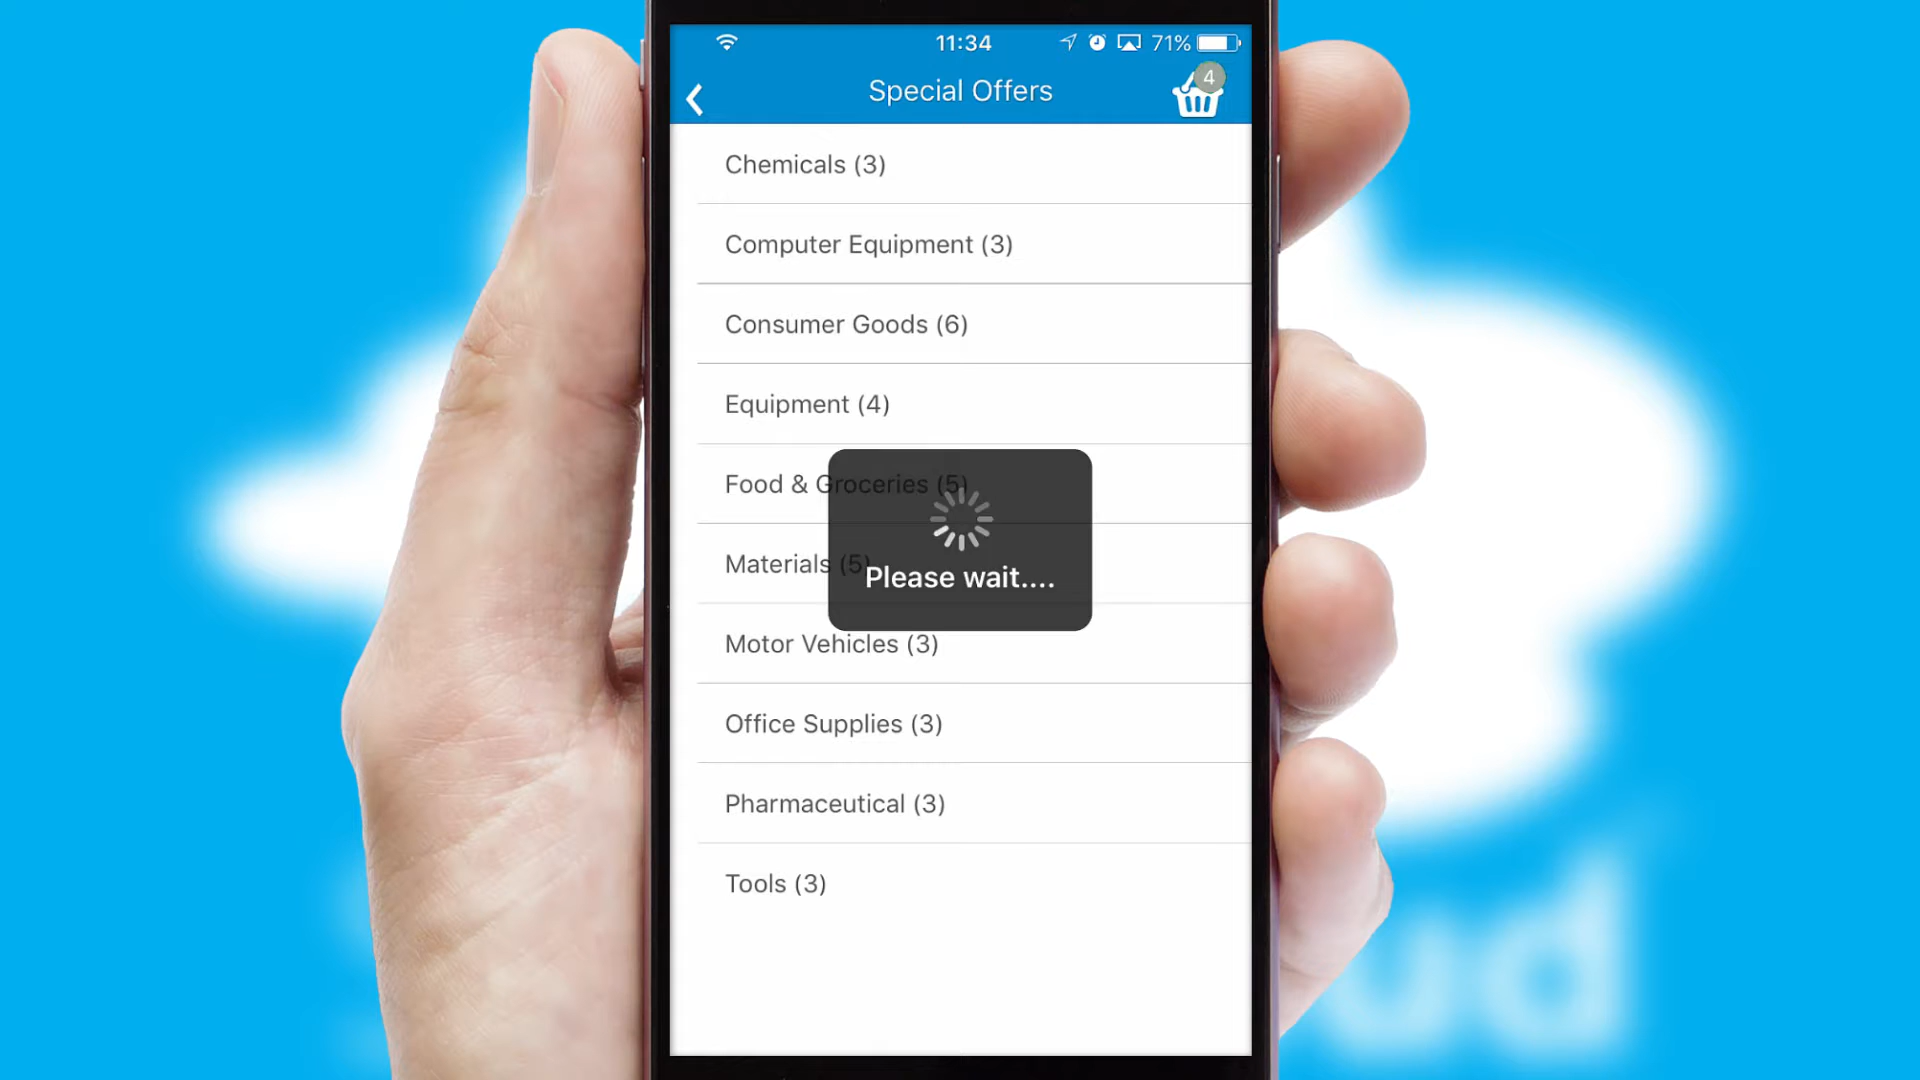 11:34
71%
Special Offers
4
Chemicals (3)
Computer Equipment (3)
Consumer Goods (6)
Equipment (4)
Food & Groceries (5)
Materials (5)
Please wait....
Motor Vehicles (3)
Office Supplies (3)
Pharmaceutical (3)
Tools (3)
ud